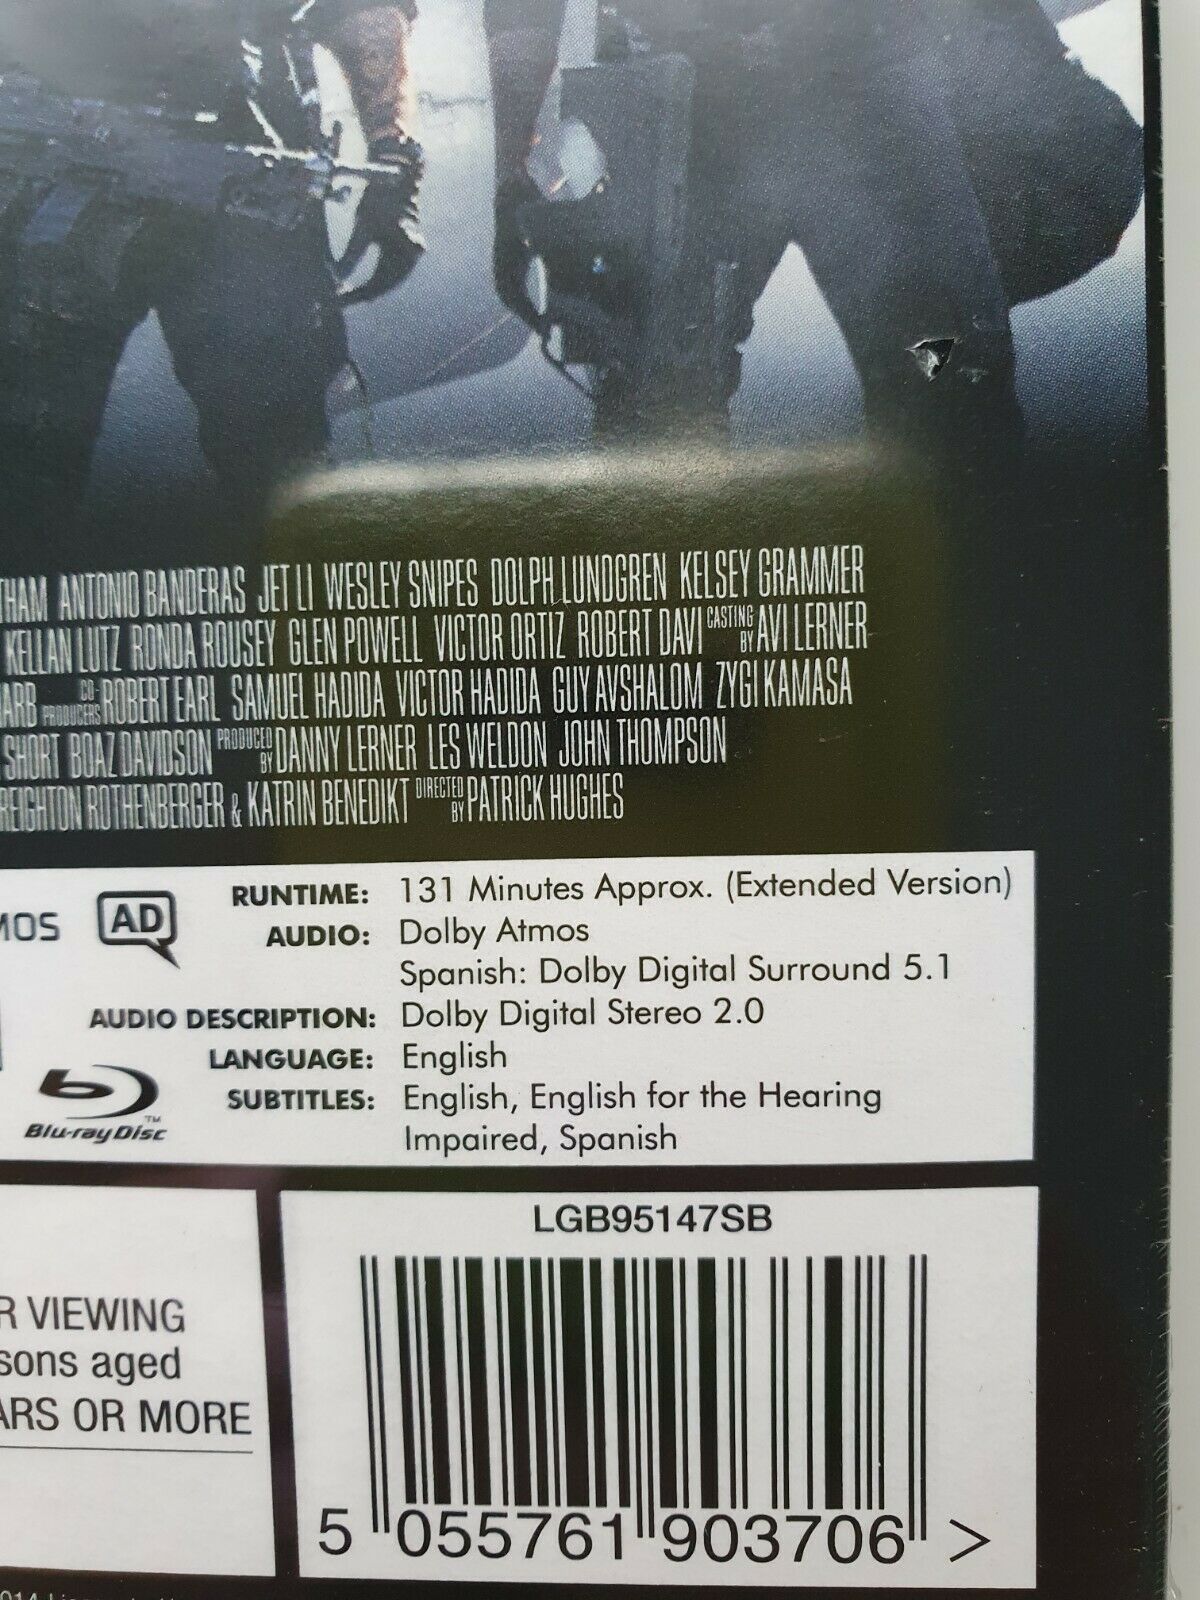 THAM ANTONIO BANDERAS JET LI WESLEY SNIPES DOLPH LUNDGREN KELSEY GRAMMER
KELLAN LUTZ RONDA ROUSEY GLEN POWELL VICTOR ORTIZ ROBERT DAVI CASTING BY AVI LERNER
ARB CO PRODUCERS ROBERT EARL SAMUEL HADIDA VICTOR HADIDA GUY AVSHALOM ZYGI KAMASA
SHORT BOAZ DAVIDSON PRODUCED BY DANNY LERNER LES WELDON JOHN THOMPSON
REIGHTON ROTHENBERGER & KATRIN BENEDIKT DIRECTED BY PATRICK HUGHES
MOS AD
RUNTIME: 131 Minutes Approx. (Extended Version)
AUDIO: Dolby Atmos
Spanish: Dolby Digital Surround 5.1
AUDIO DESCRIPTION: Dolby Digital Stereo 2.0
LANGUAGE: English
SUBTITLES: English, English for the Hearing
Impaired, Spanish
Blu-ray Disc TM
R VIEWING
sons aged
ARS OR MORE
LGB95147SB
5 055761 903706 >